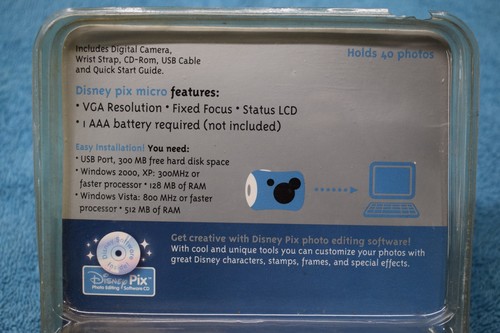 Includes Digital Camera,
Wrist Strap, CD-Rom, USB Cable
and Quick Start Guide.
Holds 40 photos
Disney pix micro features:
• VGA Resolution • Fixed Focus • Status LCD
• 1 AAA battery required (not included)
Easy Installation! You need:
• USB Port, 300 MB free hard disk space
• Windows 2000, XP: 300MHz or
faster processor • 128 MB of RAM
• Windows Vista: 800 MHz or faster
processor • 512 MB of RAM
Get creative with Disney Pix photo editing software!
With cool and unique tools you can customize your photos with
great Disney characters, stamps, frames, and special effects.
Disney Pix
Photo Editing Software CD